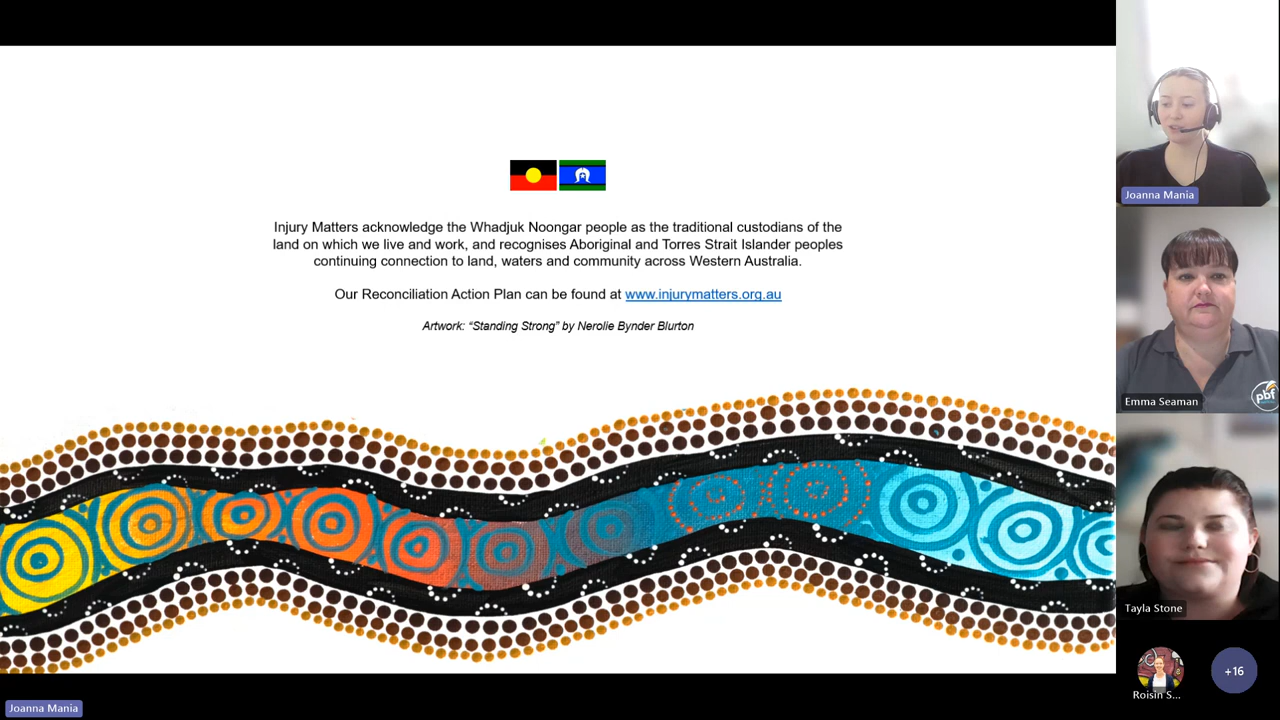 Injury Matters acknowledge the Whadjuk Noongar people as the traditional custodians of the
land on which we live and work, and recognises Aboriginal and Torres Strait Islander peoples
continuing connection to land, waters and community across Western Australia.
Our Reconciliation Action Plan can be found at www.injurymatters.org.au
Artwork: “Standing Strong” by Nerolie Bynder Blurton
Joanna Mania
Joanna Mania
pbf
Emma Seaman
Tayla Stone
Roisin S...
+16